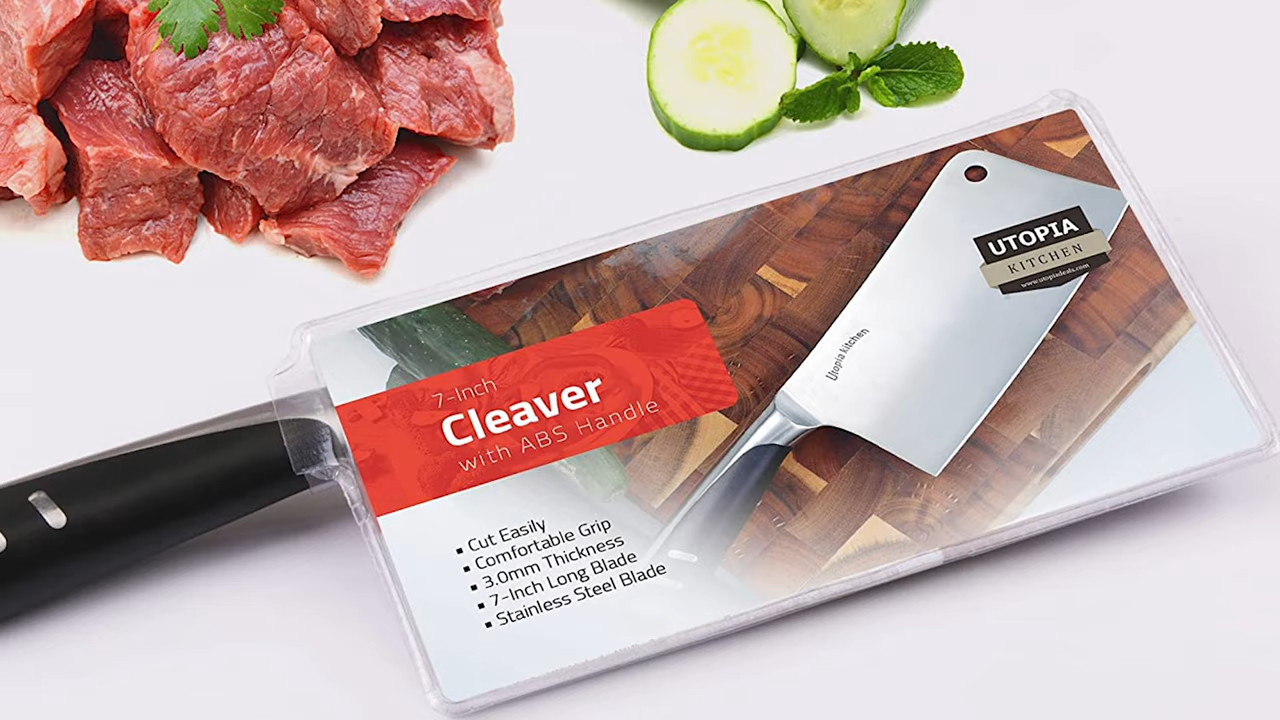 UTOPIA
KITCHEN
www.utopiadeals.com
Utopia kitchen
7-Inch
Cleaver
with ABS Handle
▪ Cut Easily
▪ Comfortable Grip
▪ 3.0mm Thickness
▪ 7-Inch Long Blade
▪ Stainless Steel Blade